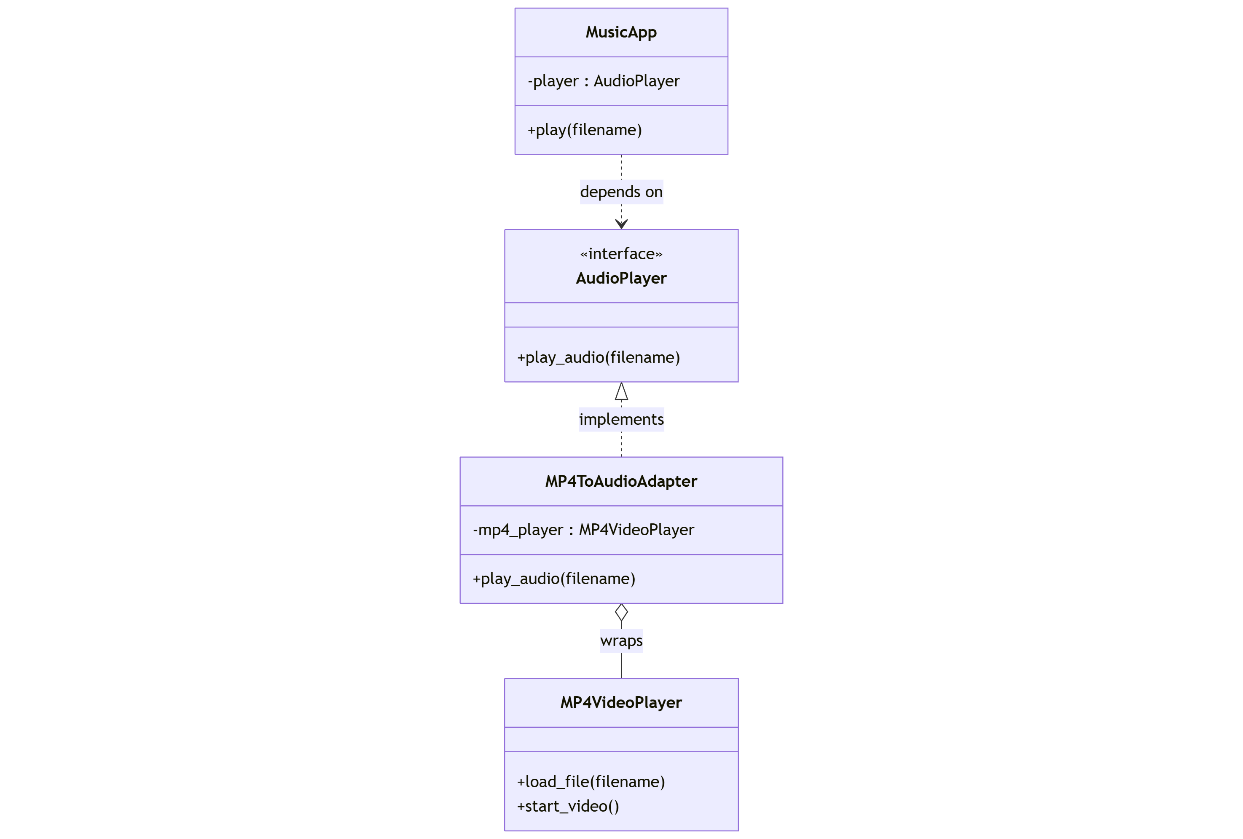 MusicApp
-player : AudioPlayer
+play(filename)
depends on
«interface»
AudioPlayer
+play_audio(filename)
implements
MP4ToAudioAdapter
-mp4_player : MP4VideoPlayer
+play_audio(filename)
wraps
MP4VideoPlayer
+load_file(filename)
+start_video()